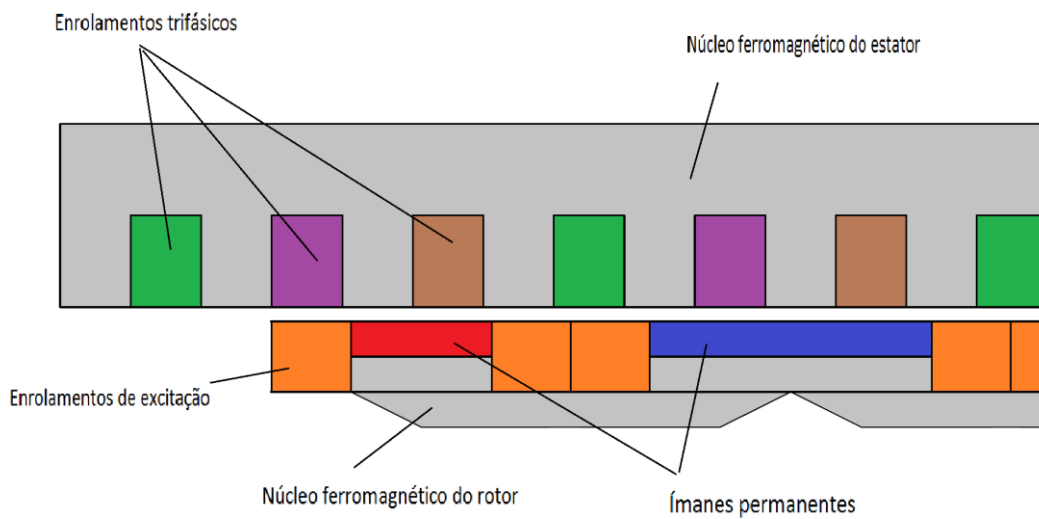 Enrolamentos trifásicos
Núcleo ferromagnético do estator
Enrolamentos de excitação
Núcleo ferromagnético do rotor
Ímanes permanentes